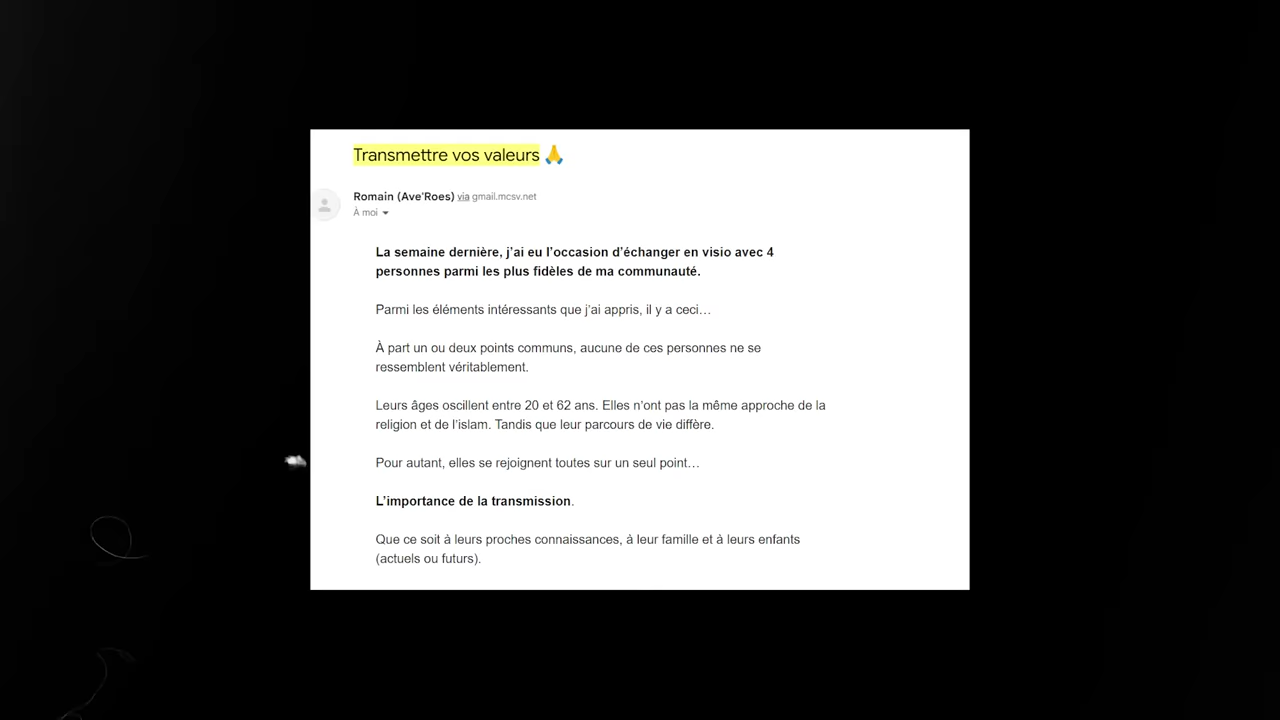 Transmettre vos valeurs 🙏
Romain (Ave'Roes) via gmail.mcsv.net
À moi
La semaine dernière, j'ai eu l'occasion d'échanger en visio avec 4
personnes parmi les plus fidèles de ma communauté.
Parmi les éléments intéressants que j'ai appris, il y a ceci…
À part un ou deux points communs, aucune de ces personnes ne se
ressemblent véritablement.
Leurs âges oscillent entre 20 et 62 ans. Elles n'ont pas la même approche de la
religion et de l'islam. Tandis que leur parcours de vie diffère.
Pour autant, elles se rejoignent toutes sur un seul point…
L'importance de la transmission.
Que ce soit à leurs proches connaissances, à leur famille et à leurs enfants
(actuels ou futurs).